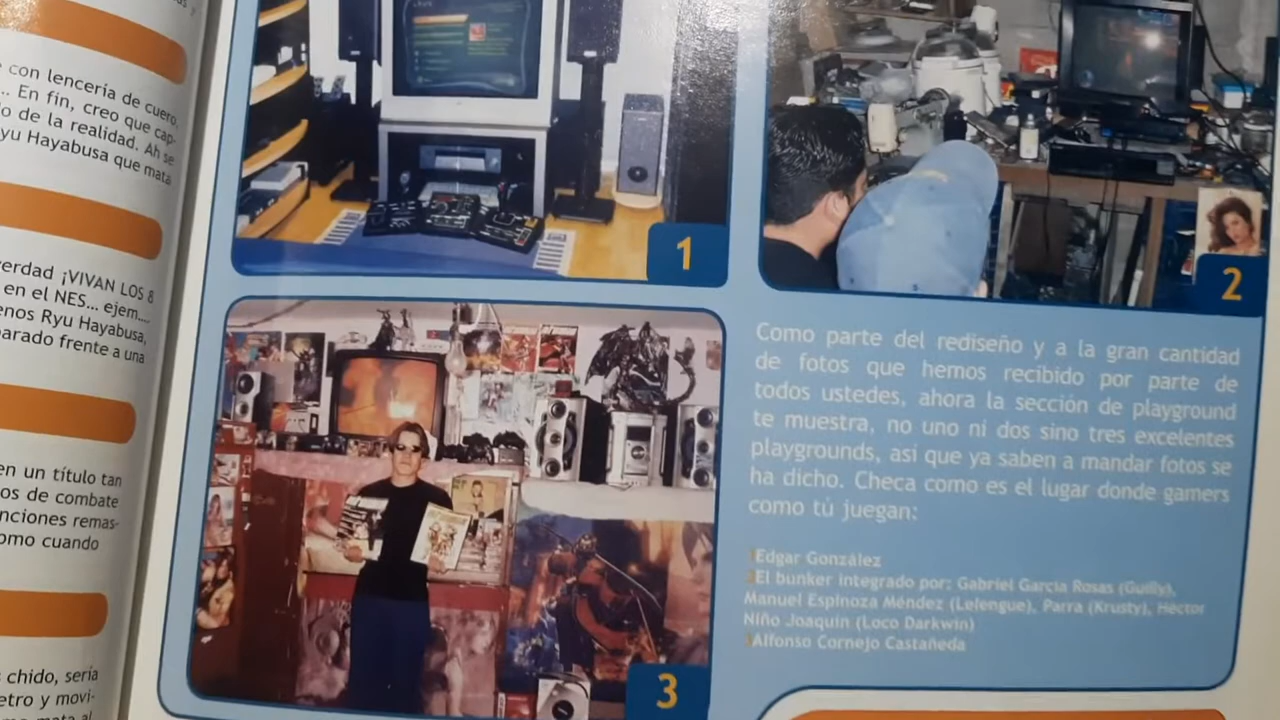 con lencería de cuero,
... En fin, creo que cap-
o de la realidad. Ah se
yu Hayabusa que mata
verdad ¡VIVAN LOS 8
en el NES... ejem....
enos Ryu Hayabusa,
parado frente a una
en un título tan
os de combate
nciones remas-
omo cuando
chido, sería
etro y movi-
1
2
3
Como parte del rediseño y a la gran cantidad
de fotos que hemos recibido por parte de
todos ustedes, ahora la sección de playground
te muestra, no uno ni dos sino tres excelentes
playgrounds, así que ya saben a mandar fotos se
ha dicho. Checa como es el lugar donde gamers
como tú juegan:
Edgar González
El bunker integrado por: Gabriel García Rosas (Guilly),
Manuel Espinoza Méndez (Lefengue), Parra (Krusty), Héctor
Niño Joaquín (Loco Darkwin)
Alfonso Cornejo Castañeda